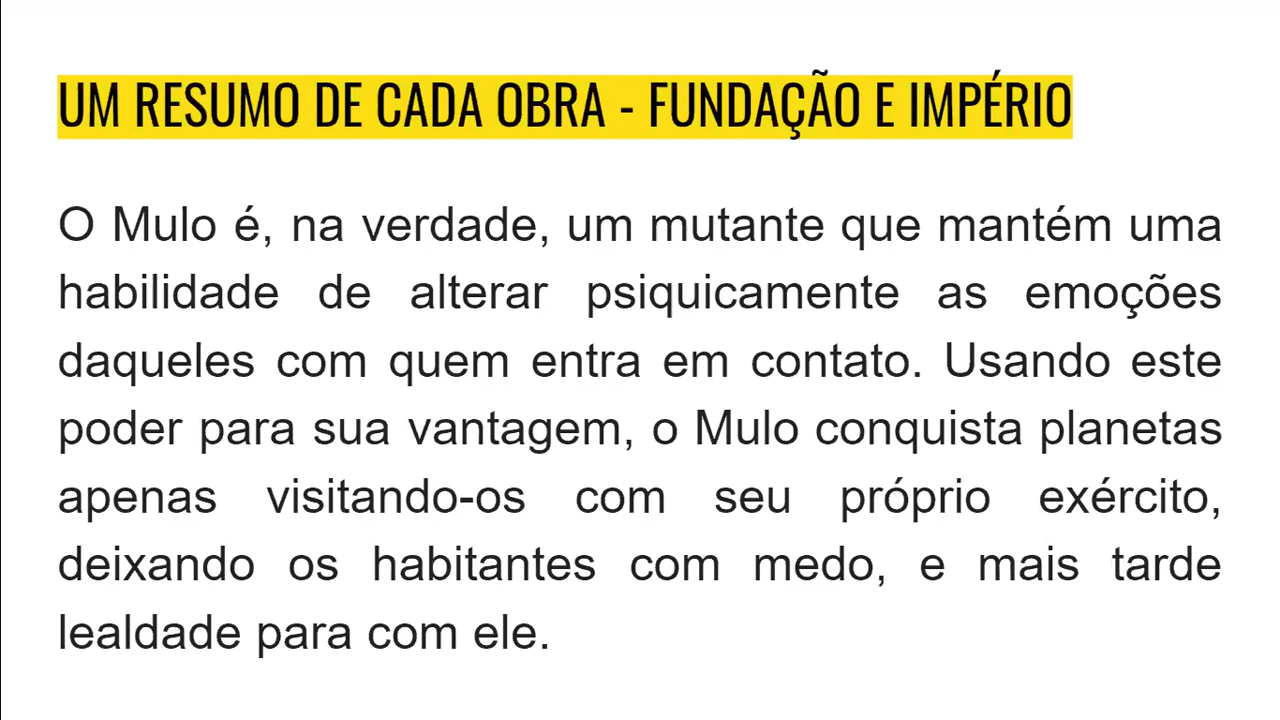 UM RESUMO DE CADA OBRA - FUNDAÇÃO E IMPÉRIO
O Mulo é, na verdade, um mutante que mantém uma
habilidade de alterar psiquicamente as emoções
daqueles com quem entra em contato. Usando este
poder para sua vantagem, o Mulo conquista planetas
apenas visitando-os com seu próprio exército,
deixando os habitantes com medo, e mais tarde
lealdade para com ele.